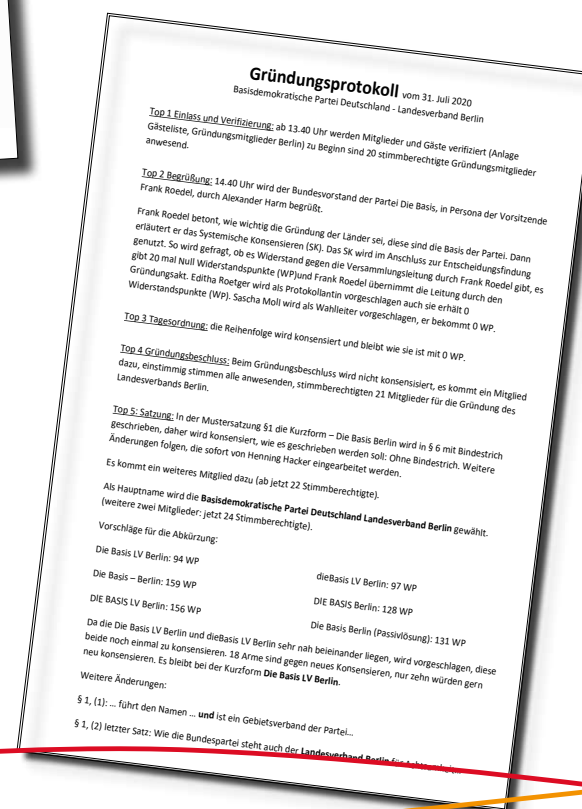 Gründungsprotokoll vom 31. Juli 2020
Basisdemokratische Partei Deutschland - Landesverband Berlin
Top 1 Einlass und Verifizierung: ab 13.40 Uhr werden Mitglieder und Gäste verifiziert (Anlage
Gästeliste, Gründungsmitglieder Berlin) zu Beginn sind 20 stimmberechtigte Gründungsmitglieder
anwesend.
Top 2 Begrüßung: 14.40 Uhr wird der Bundesvorstand der Partei Die Basis, in Persona der Vorsitzende
Frank Roedel, durch Alexander Harm begrüßt.
Frank Roedel betont, wie wichtig die Gründung der Länder sei, diese sind die Basis der Partei. Dann
erläutert er das Systemische Konsensieren (SK). Das SK wird im Anschluss zur Entscheidungsfindung
genutzt. So wird gefragt, ob es Widerstand gegen die Versammlungsleitung durch Frank Roedel gibt, es
gibt 20 mal Null Widerstandspunkte (WP)und Frank Roedel übernimmt die Leitung durch den
Gründungsakt. Editha Roetger wird als Protokollantin vorgeschlagen auch sie erhält 0
Widerstandspunkte (WP). Sascha Moll wird als Wahlleiter vorgeschlagen, er bekommt 0 WP.
Top 3 Tagesordnung: die Reihenfolge wird konsensiert und bleibt wie sie ist mit 0 WP.
Top 4 Gründungsbeschluss: Beim Gründungsbeschluss wird nicht konsensisiert, es kommt ein Mitglied
dazu, einstimmig stimmen alle anwesenden, stimmberechtigten 21 Mitglieder für die Gründung des
Landesverbands Berlin.
Top 5: Satzung: In der Mustersatzung §1 die Kurzform – Die Basis Berlin wird in § 6 mit Bindestrich
geschrieben, daher wird konsensiert, wie es geschrieben werden soll: Ohne Bindestrich. Weitere
Änderungen folgen, die sofort von Henning Hacker eingearbeitet werden.
Es kommt ein weiteres Mitglied dazu (ab jetzt 22 Stimmberechtigte).
Als Hauptname wird die Basisdemokratische Partei Deutschland Landesverband Berlin gewählt.
(weitere zwei Mitglieder: jetzt 24 Stimmberechtigte).
Vorschläge für die Abkürzung:
Die Basis LV Berlin: 94 WP
dieBasis LV Berlin: 97 WP
Die Basis – Berlin: 159 WP
DIE BASIS Berlin: 128 WP
DIE BASIS LV Berlin: 156 WP
Die Basis Berlin (Passivlösung): 131 WP
Da die Die Basis LV Berlin und dieBasis LV Berlin sehr nah beieinander liegen, wird vorgeschlagen, diese
beide noch einmal zu konsensieren. 18 Arme sind gegen neues Konsensieren, nur zehn würden gern
neu konsensieren. Es bleibt bei der Kurzform Die Basis LV Berlin.
Weitere Änderungen:
§ 1, (1): ... führt den Namen ... und ist ein Gebietsverband der Partei...
§ 1, (2) letzter Satz: Wie die Bundespartei steht auch der Landesverband Berlin für